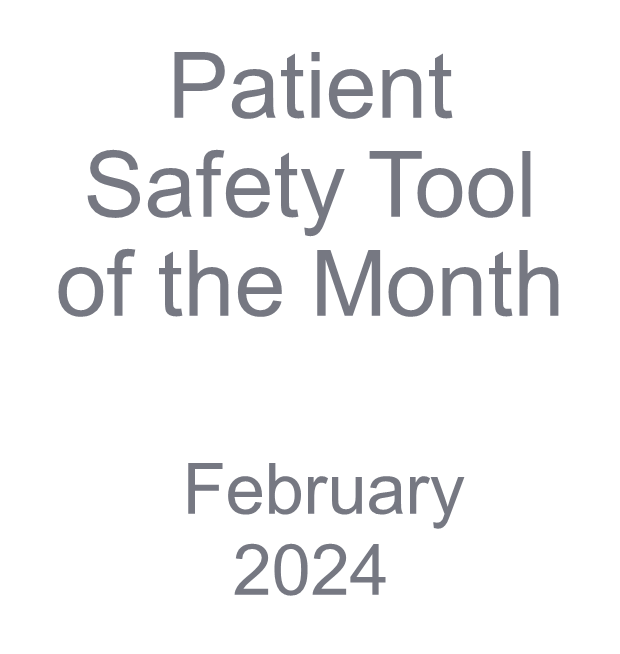 Patient
Safety Tool
of the Month
February
2024